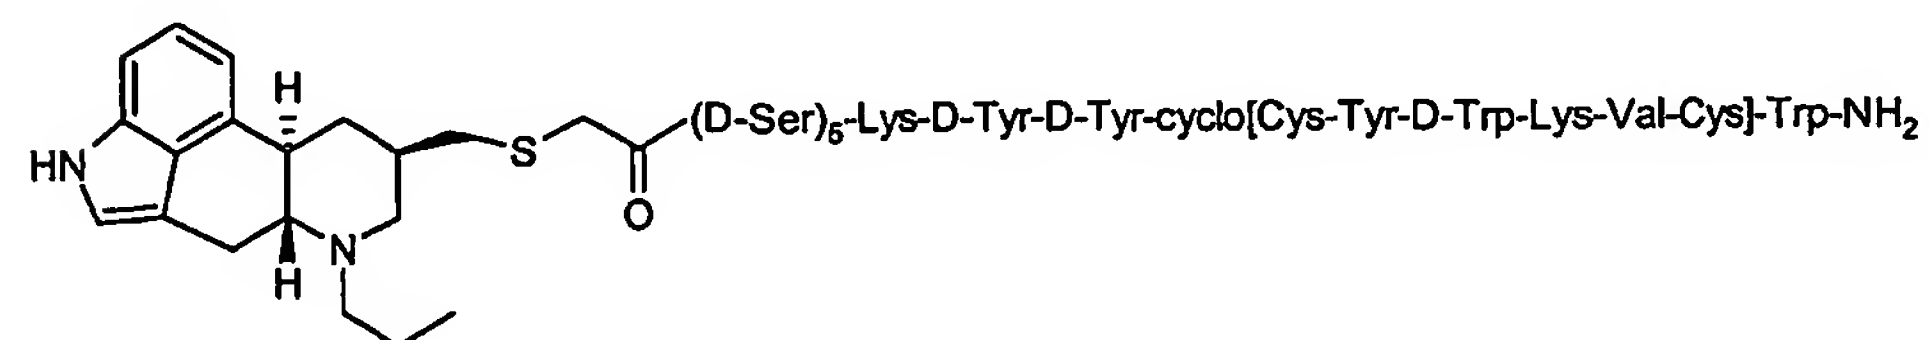 H
(D-Ser)5-Lys-D-Tyr-D-Tyr-cyclo[Cys-Tyr-D-Trp-Lys-Val-Cys]-Trp-NH2
HN
S
O
N
H